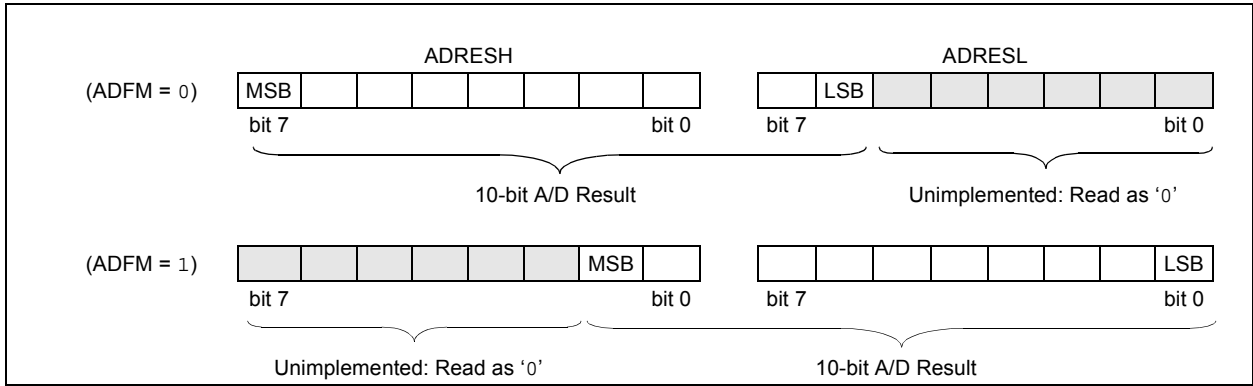 ADRESH ADRESL
(ADFM = 0) MSB LSB
bit 7 bit 0 bit 7 bit 0
10-bit A/D Result Unimplemented: Read as ‘0’
(ADFM = 1) MSB LSB
bit 7 bit 0 bit 7 bit 0
Unimplemented: Read as ‘0’ 10-bit A/D Result